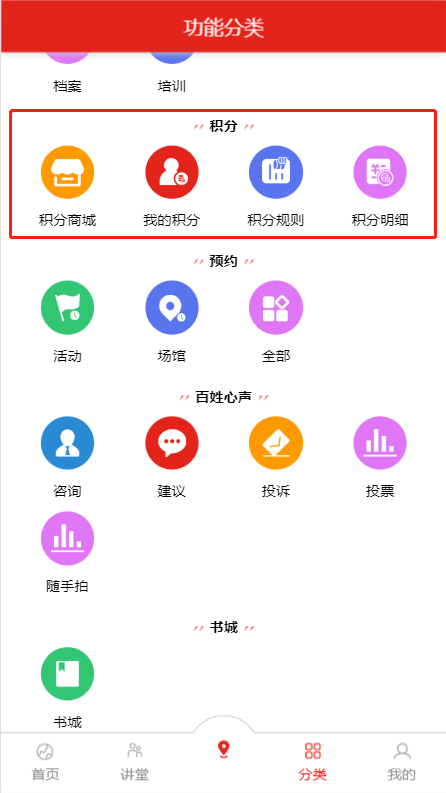 功能分类
档案 培训
积分
积分商城 我的积分 积分规则 积分明细
预约
活动 场馆 全部
百姓心声
咨询 建议 投诉 投票
随手拍
书城
书城
首页 讲堂 分类 我的